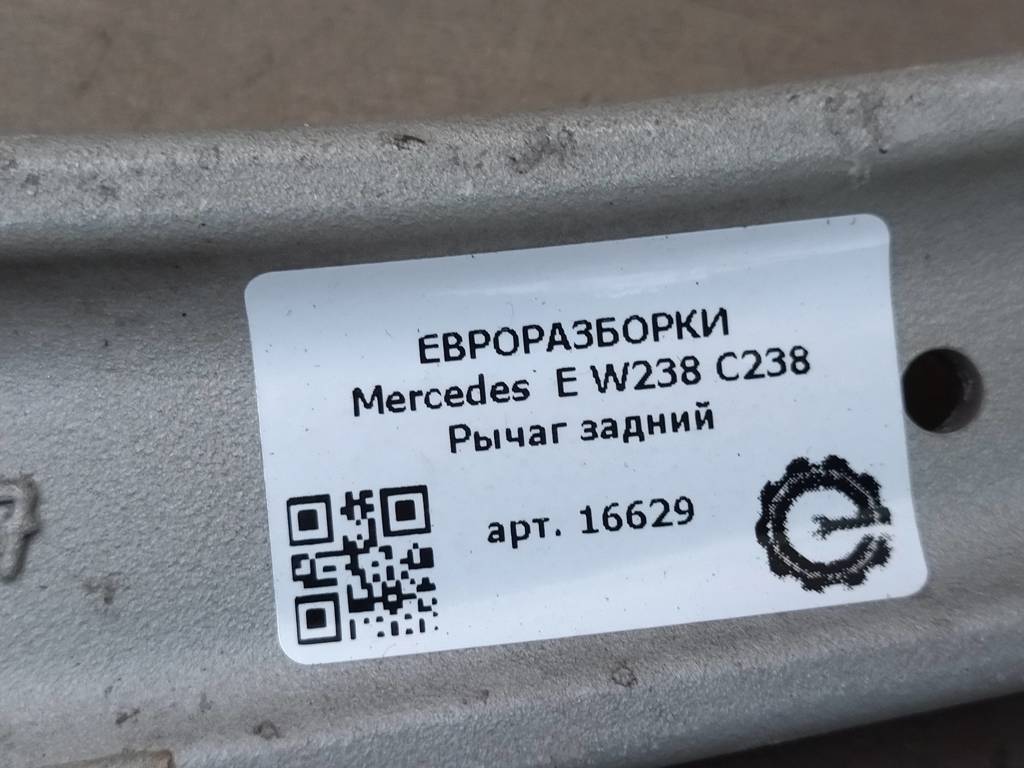 ЕВРОРАЗБОРКИ
Mercedes E W238 C238
Рычаг задний
арт. 16629